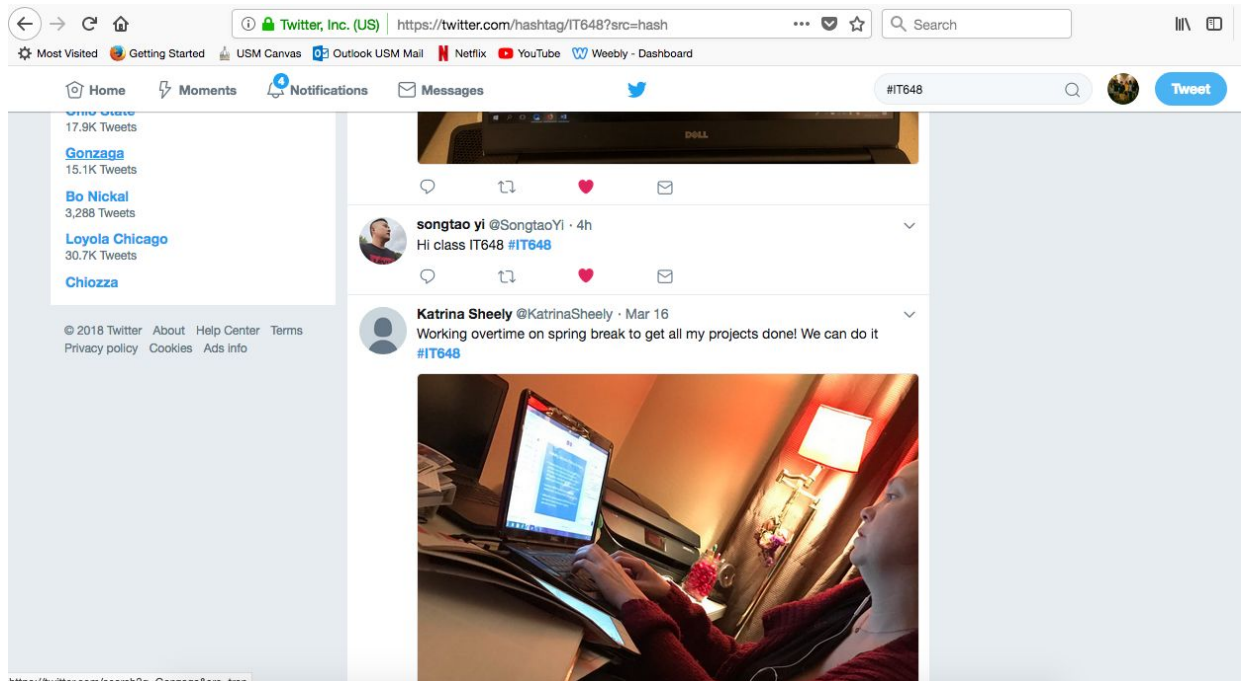 Twitter, Inc. (US) https://twitter.com/hashtag/IT648?src=hash
Search
Most Visited Getting Started USM Canvas Outlook USM Mail Netflix YouTube Weebly - Dashboard
Home Moments 4 Notifications Messages
#IT648
Tweet
Ohio State
17.9K Tweets
Gonzaga
15.1K Tweets
Bo Nickal
3,288 Tweets
Loyola Chicago
30.7K Tweets
Chiozza
© 2018 Twitter About Help Center Terms
Privacy policy Cookies Ads info
DELL
songtao yi @SongtaoYi · 4h
Hi class IT648 #IT648
Katrina Sheely @KatrinaSheely · Mar 16
Working overtime on spring break to get all my projects done! We can do it
#IT648